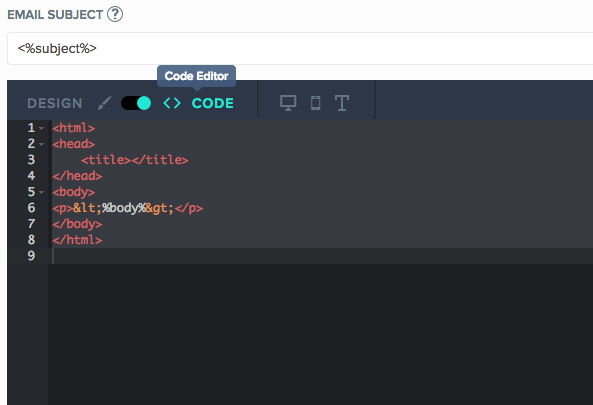 EMAIL SUBJECT ?
<%subject%>
Code Editor
DESIGN <> CODE T
1 <html>
2 <head>
3 <title></title>
4 </head>
5 <body>
6 <p>&lt;%body%&gt;</p>
7 </body>
8 </html>
9